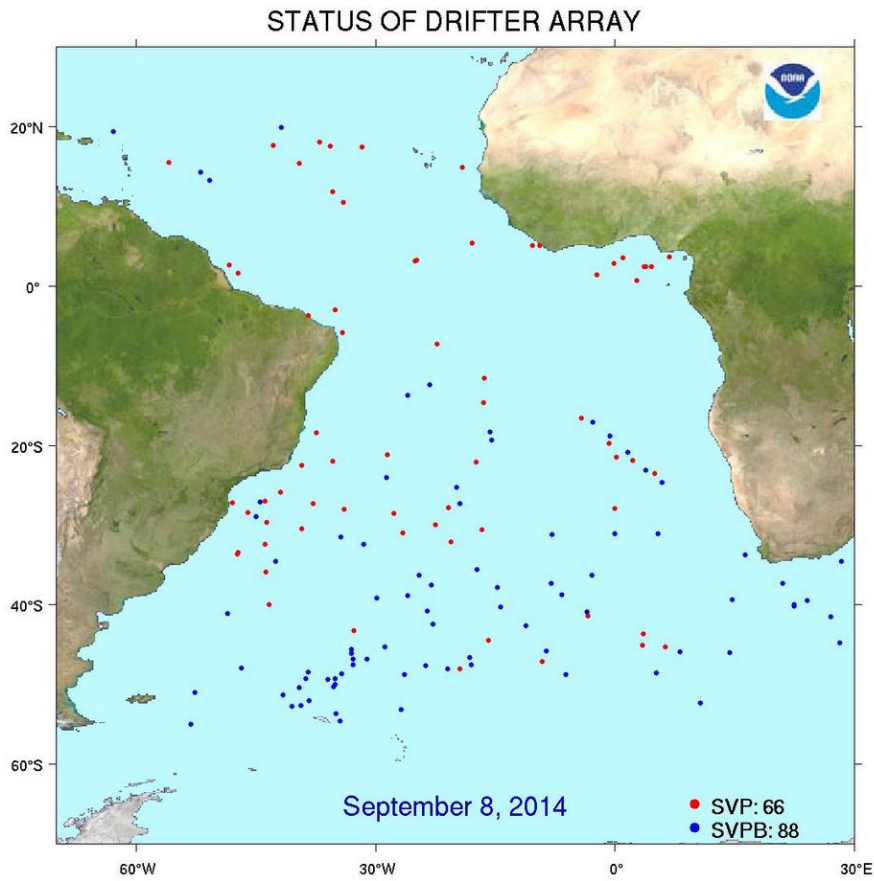 STATUS OF DRIFTER ARRAY
NOAA
20°N
0°
20°S
40°S
60°S
September 8, 2014
SVP: 66
SVPB: 88
60°W
30°W
0°
30°E